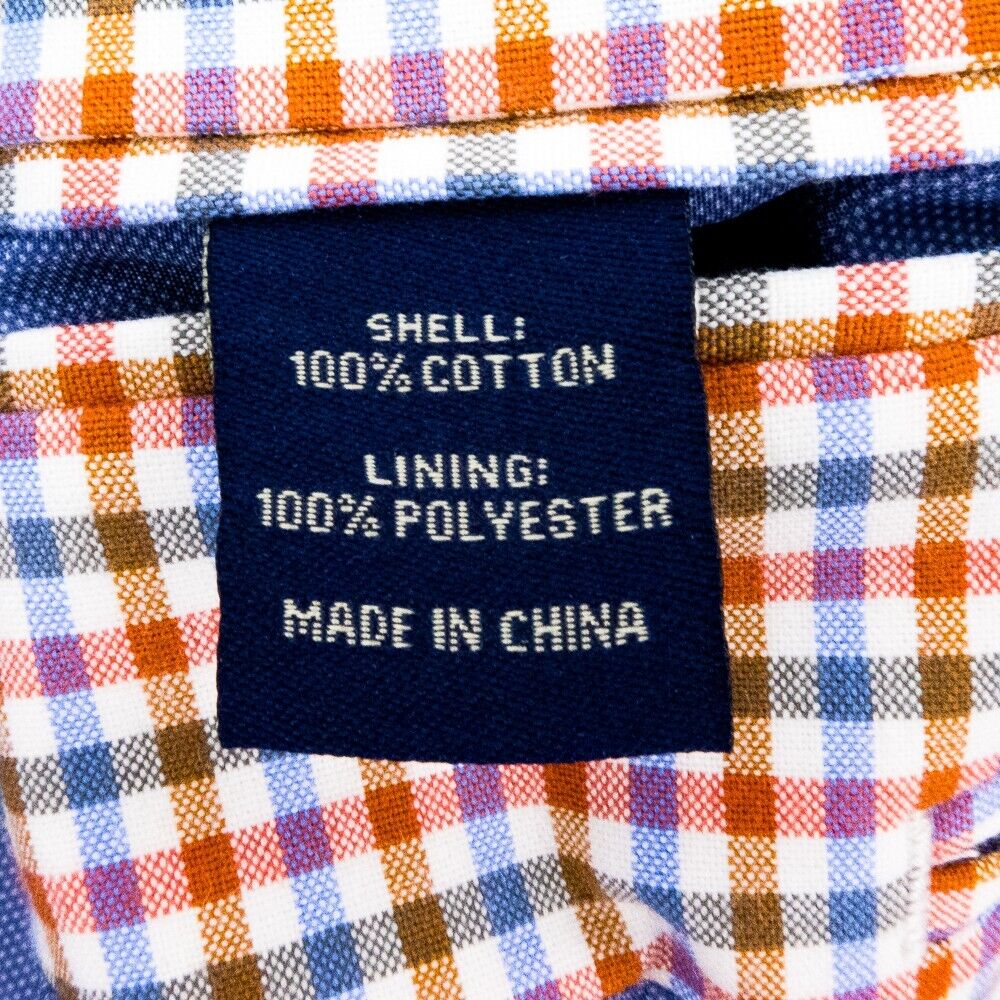 SHELL:
100% COTTON
LINING:
100% POLYESTER
MADE IN CHINA